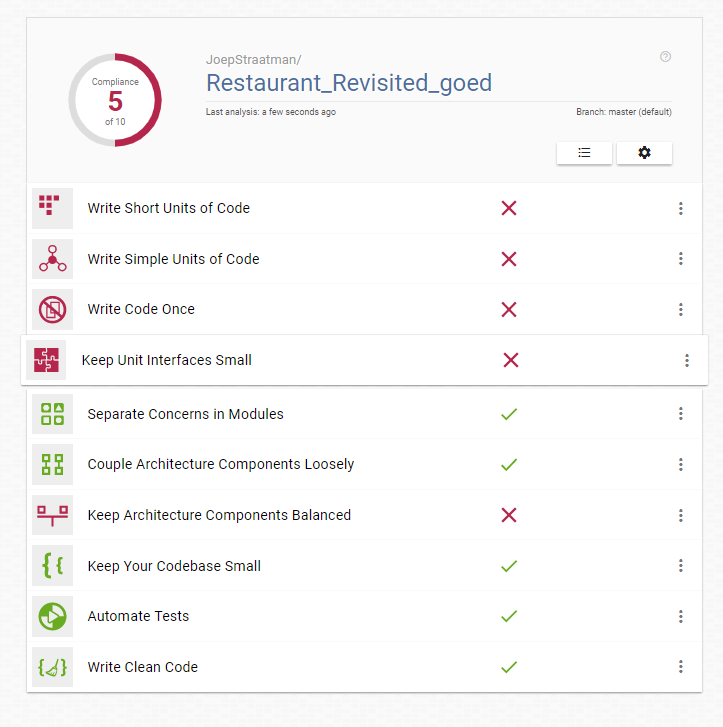 Compliance
5
of 10
JoepStraatman/
Restaurant_Revisited_goed
Last analysis: a few seconds ago
Branch: master (default)
Write Short Units of Code
Write Simple Units of Code
Write Code Once
Keep Unit Interfaces Small
Separate Concerns in Modules
Couple Architecture Components Loosely
Keep Architecture Components Balanced
Keep Your Codebase Small
Automate Tests
Write Clean Code